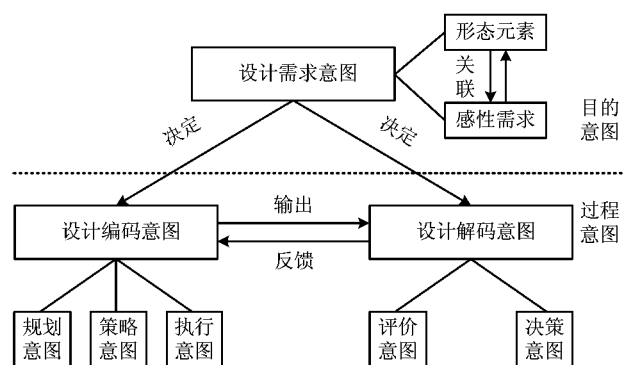 形态元素
设计需求意图
关
联
感性需求
目的
意图
决定
决定
设计编码意图
输出
反馈
设计解码意图
过程
意图
规划
意图
策略
意图
执行
意图
评价
意图
决策
意图